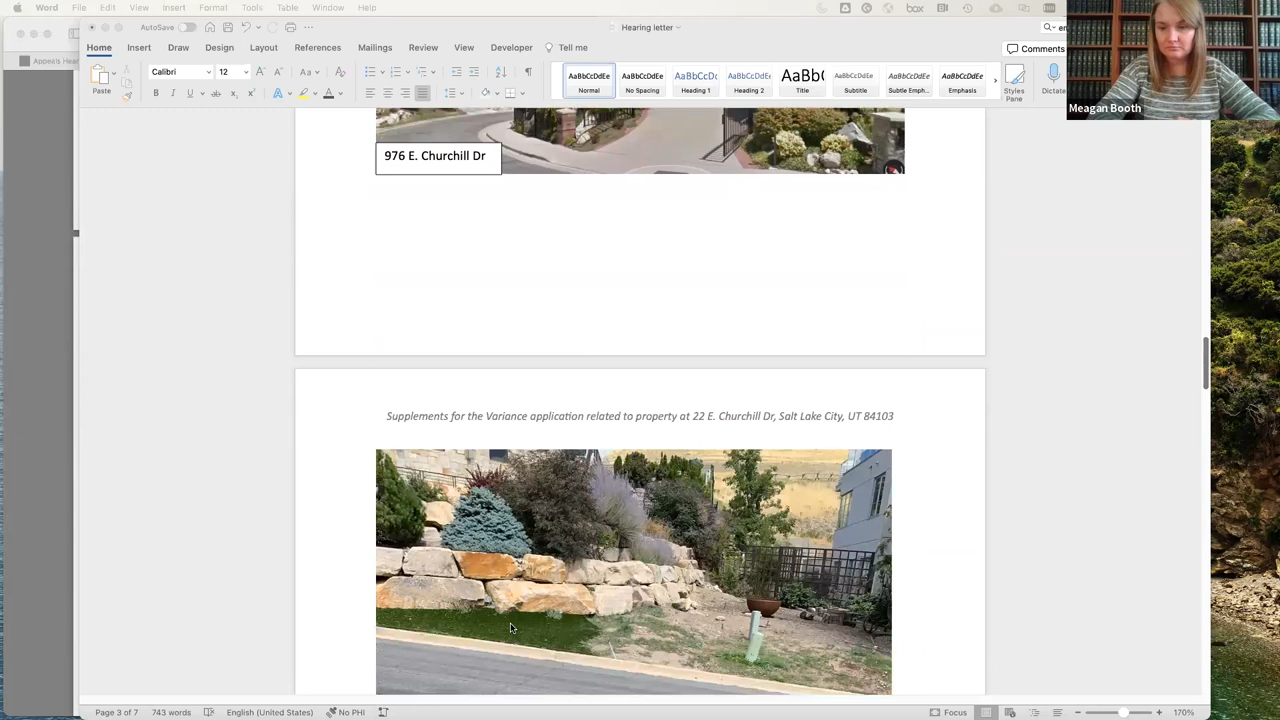 Word File Edit View Insert Format Tools Table Window Help
box
Appeals Hear
AutoSave
Hearing letter
Home Insert Draw Design Layout References Mailings Review View Developer Tell me
Comments
Paste
Calibri 12
AaBbCcDdEe AaBbCcDdEe AaBbCcDc AaBbCcDdEe AaBb( AaBbCcDdEe AaBbCcDdEe AaBbCcDdEe
Normal No Spacing Heading 1 Heading 2 Title Subtitle Subtle Emph... Emphasis
Styles
Pane
Dictate
Meagan Booth
976 E. Churchill Dr
Supplements for the Variance application related to property at 22 E. Churchill Dr, Salt Lake City, UT 84103
Page 3 of 7 743 words English (United States) No PHI Focus 170%